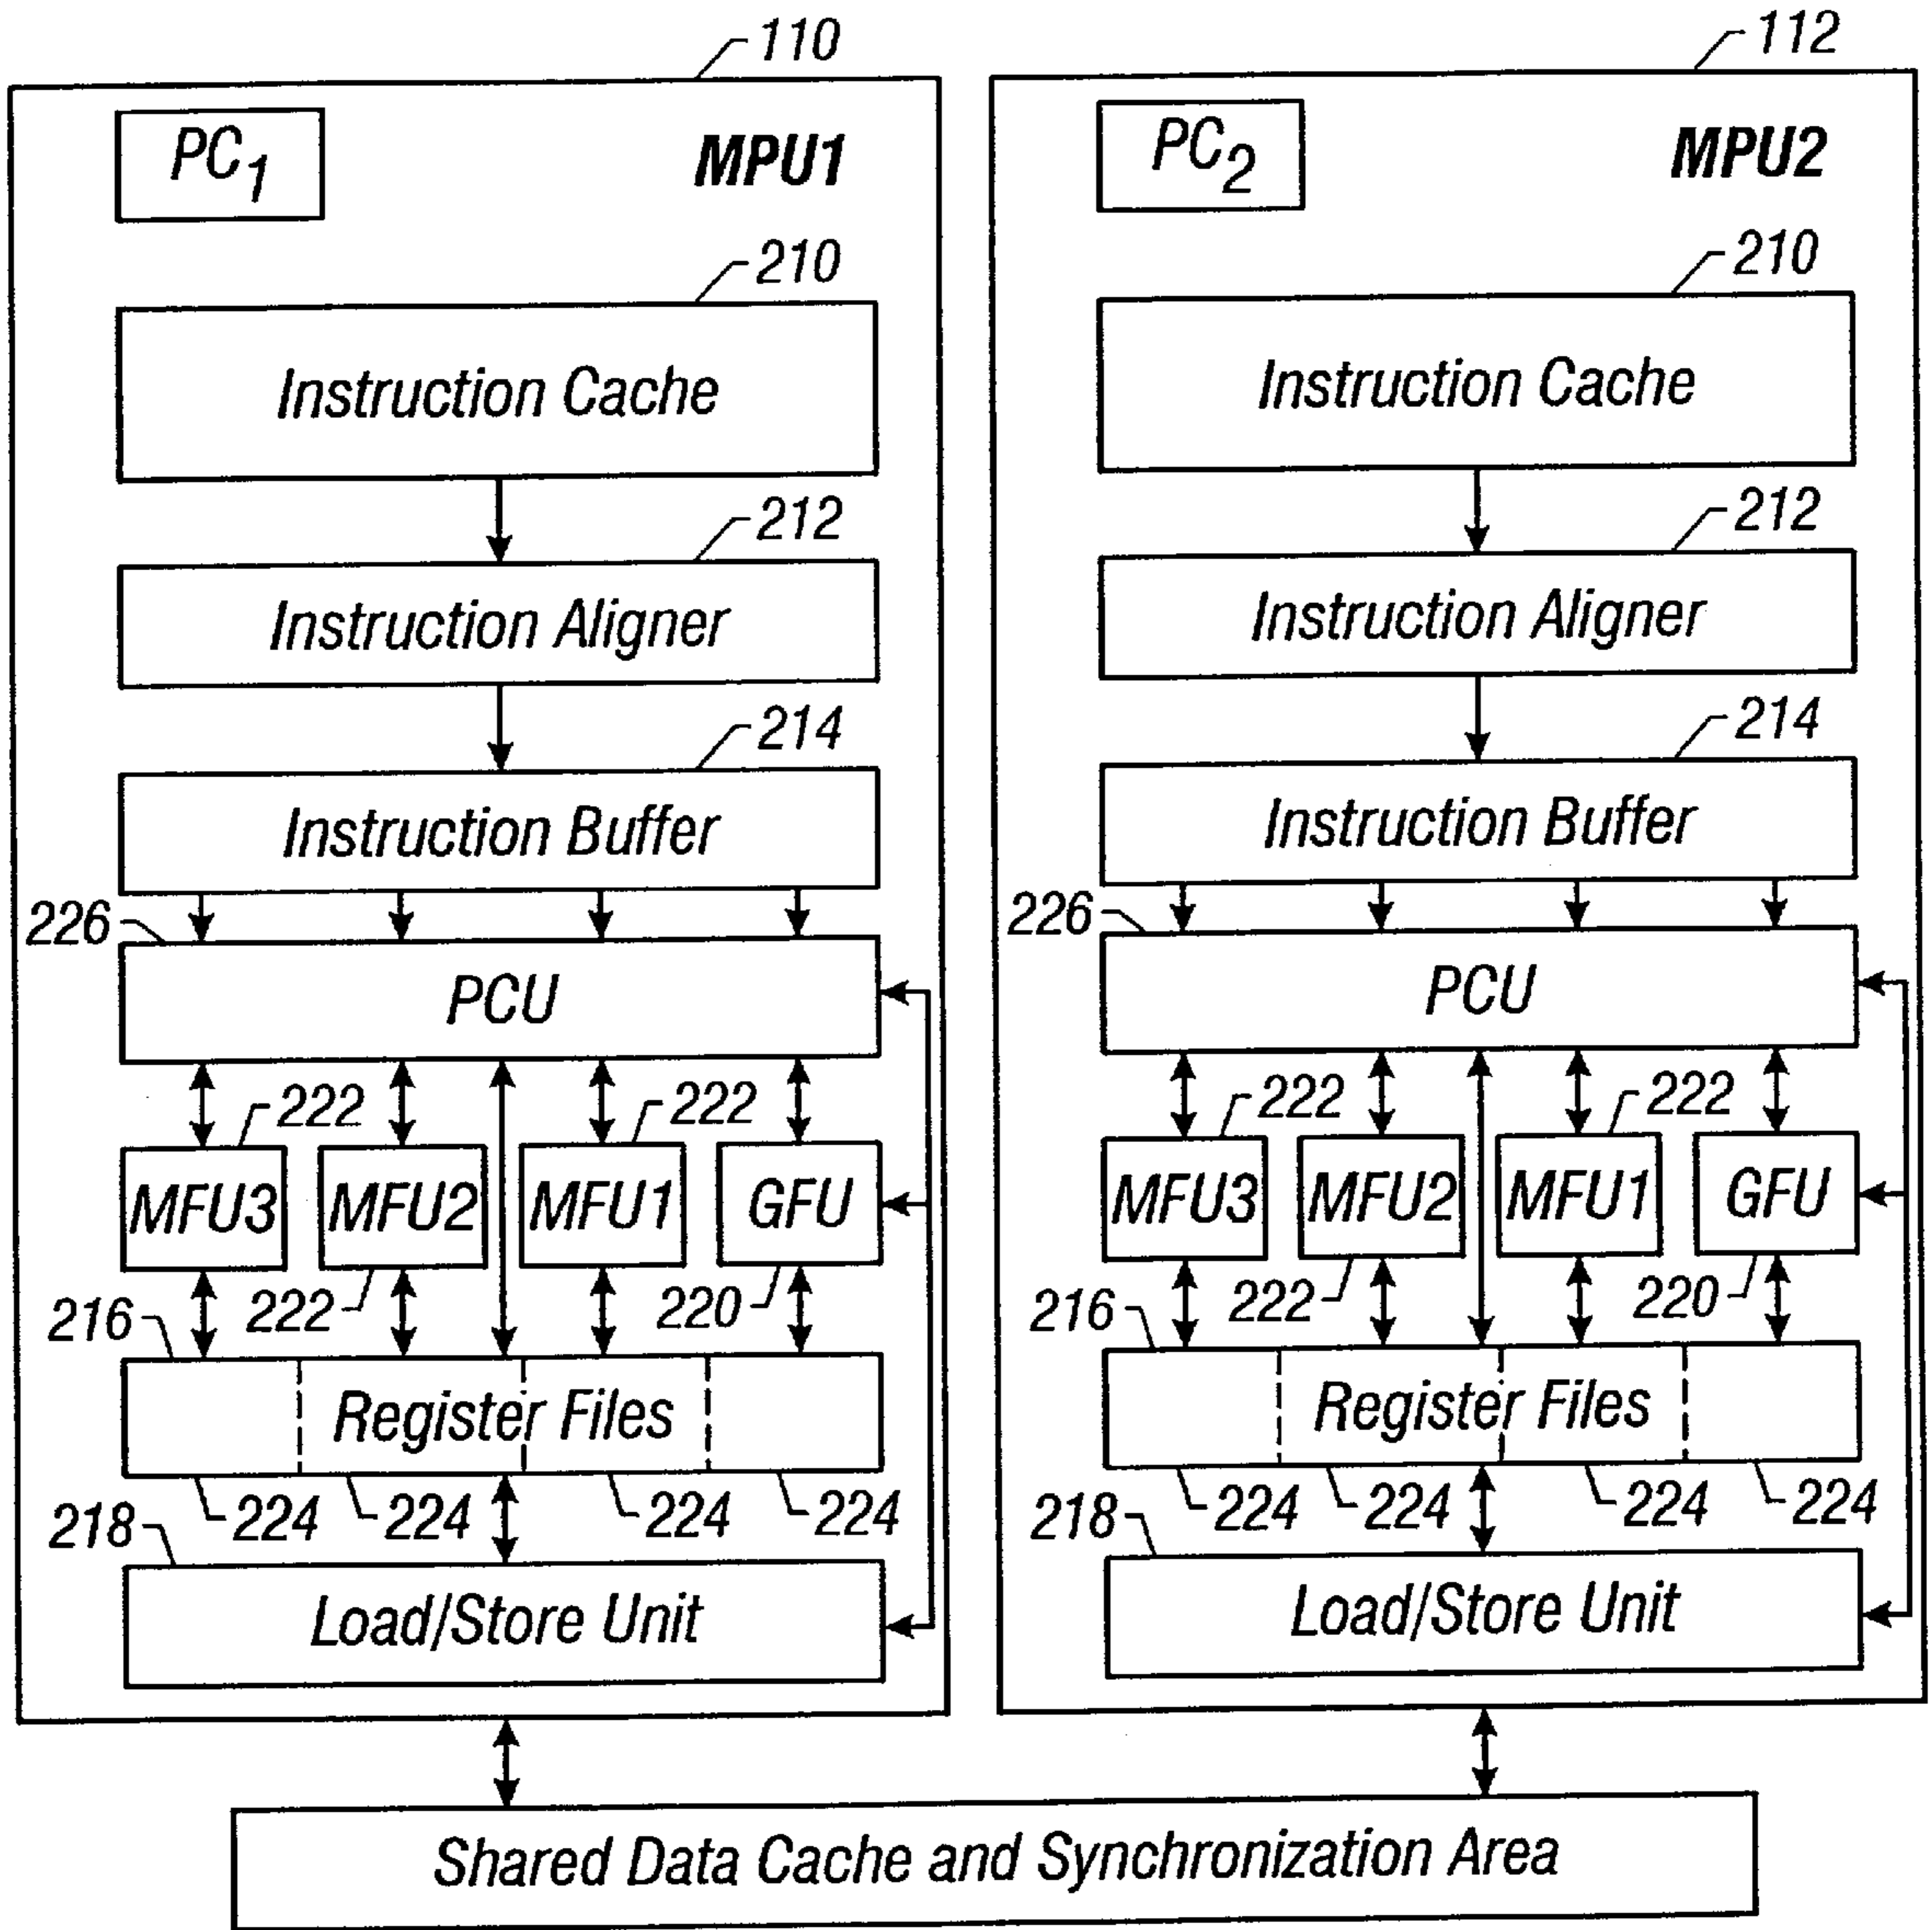 110
PC1
MPU1
210
Instruction Cache
212
Instruction Aligner
214
Instruction Buffer
226
PCU
222
222
MFU3
MFU2
MFU1
GFU
222
220
216
Register Files
224
224
224
224
218
Load/Store Unit
112
PC2
MPU2
210
Instruction Cache
212
Instruction Aligner
214
Instruction Buffer
226
PCU
222
222
MFU3
MFU2
MFU1
GFU
222
220
216
Register Files
224
224
224
224
218
Load/Store Unit
Shared Data Cache and Synchronization Area